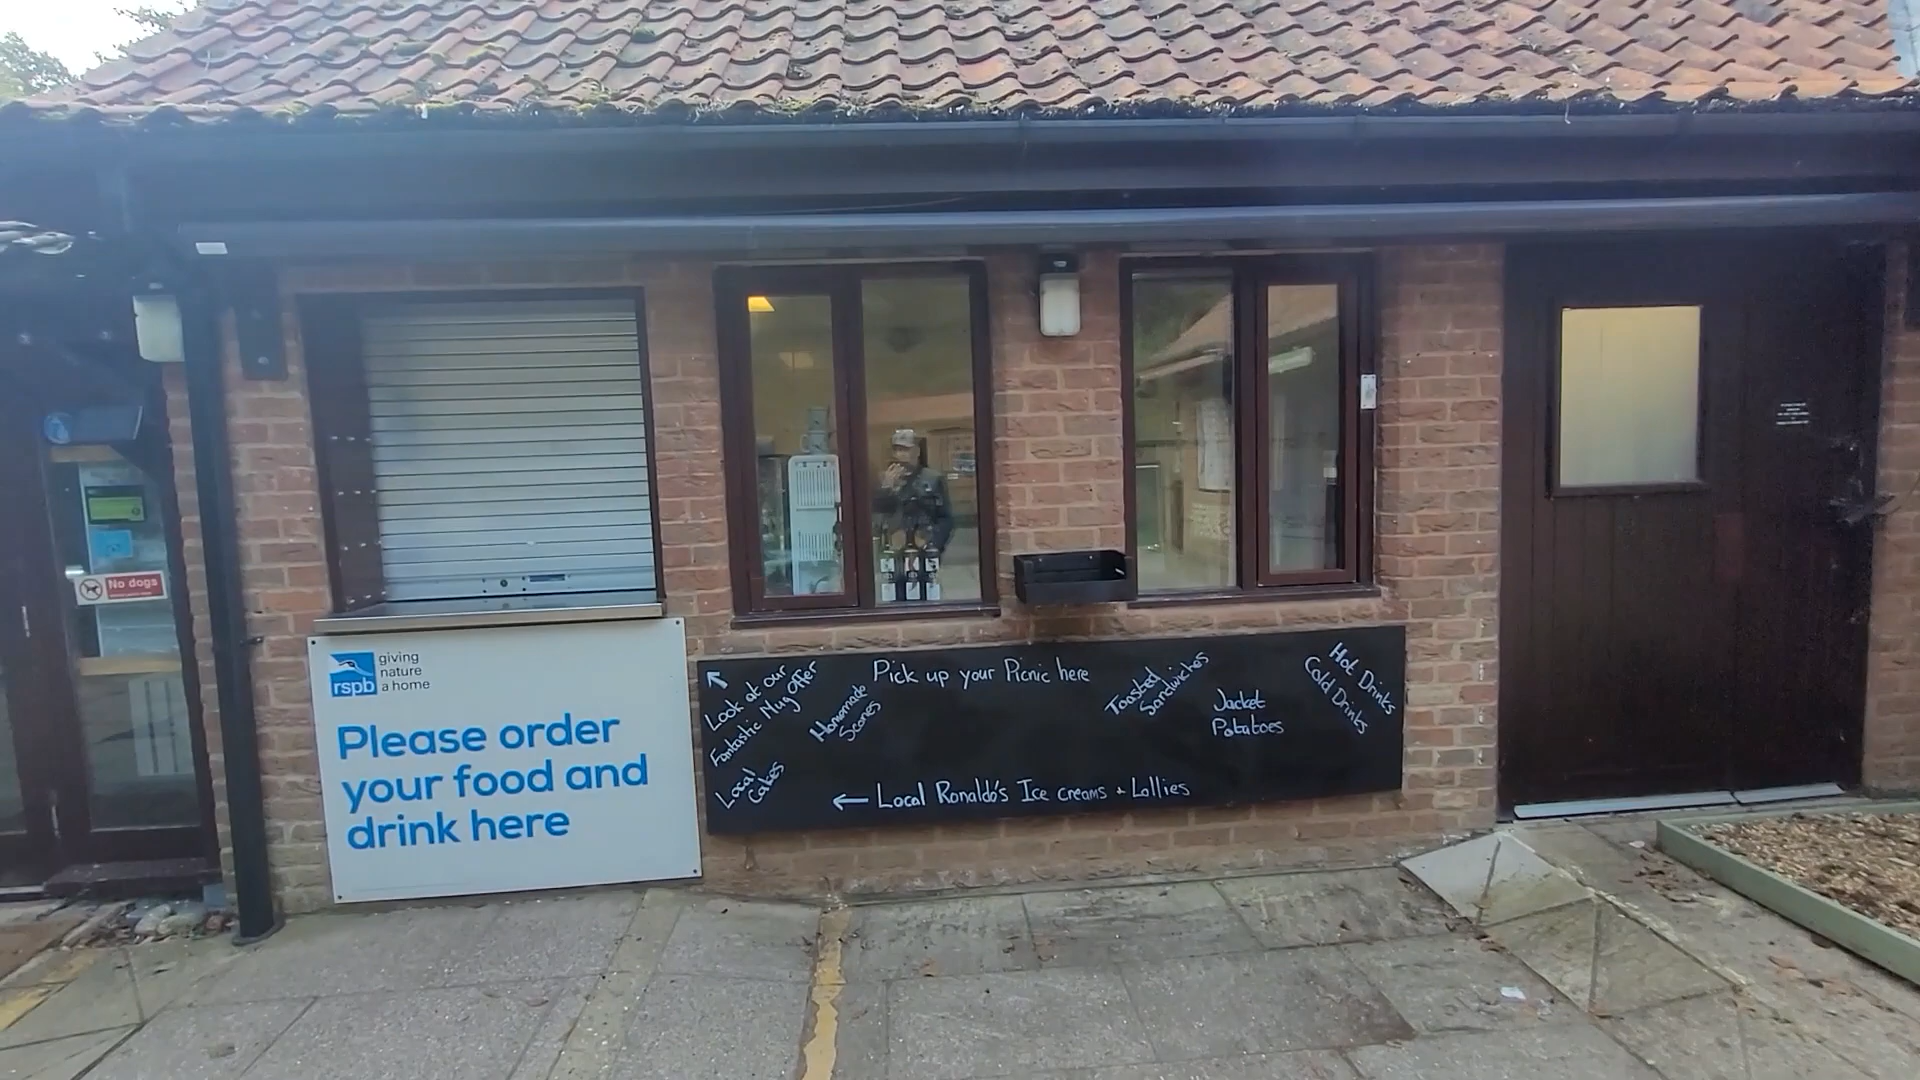 No dogs
giving
nature
a home
rspb
Please order
your food and
drink here
Look at our
Fantastic Mug offer
Local
Cakes
Homemade
Scones
Pick up your Picnic here
Toasted
Sandwiches
Jacket
Potatoes
Hot Drinks
Cold Drinks
← Local Ronaldo's Ice creams + Lollies